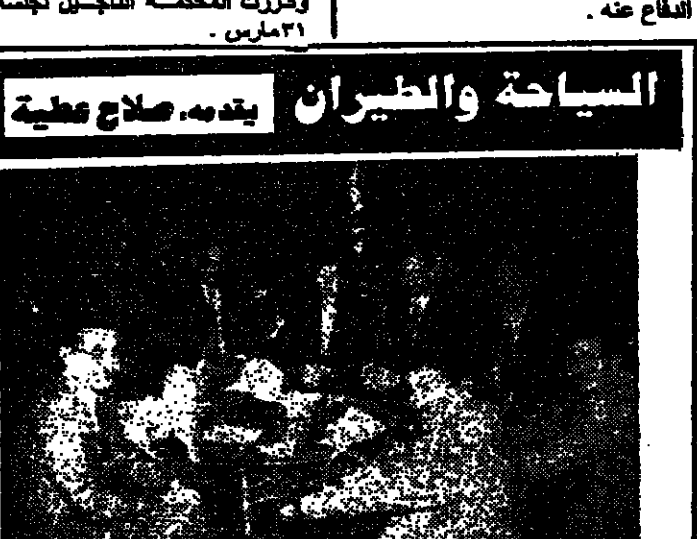 الدفاع عنه .
وقررت المحكمة التأجيل لجلسة
٣١ مارس .
السياحة والطيران
يقدمه، صلاح عطية